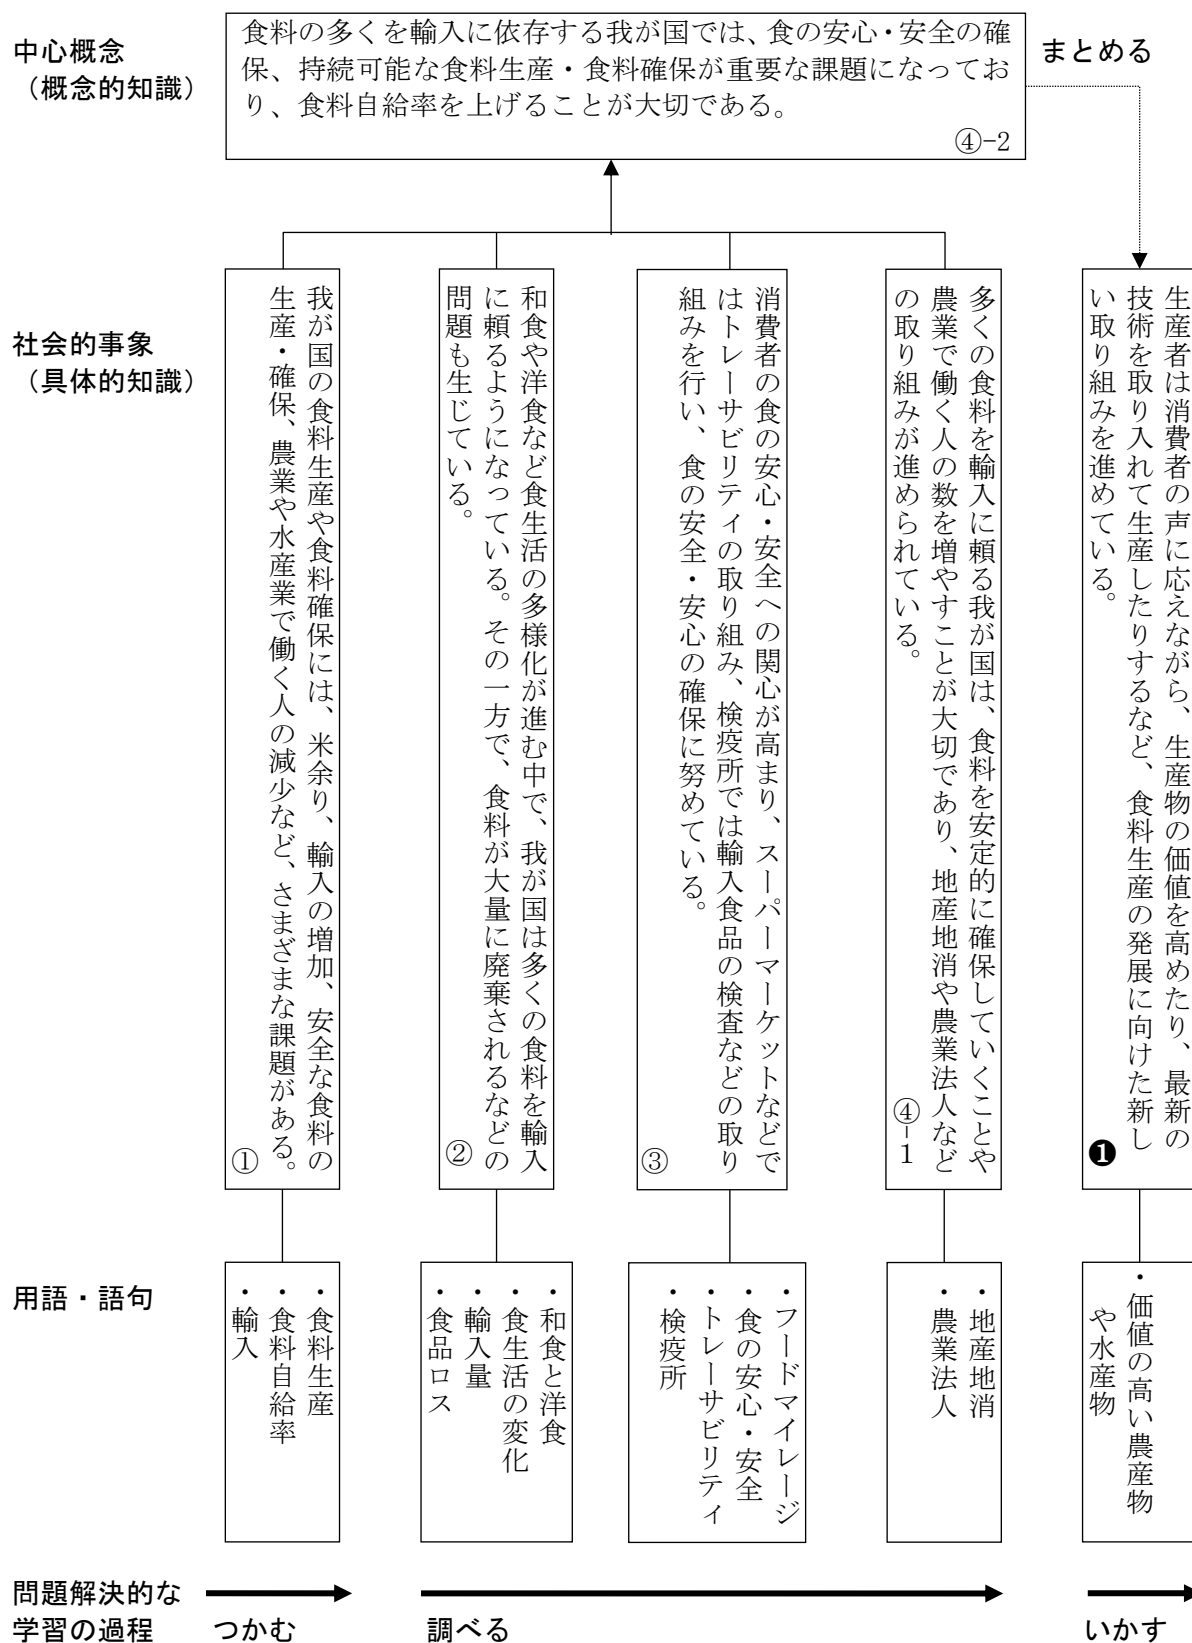 中心概念
（概念的知識）
食料の多くを輸入に依存する我が国では、食の安心・安全の確
保、持続可能な食料生産・食料確保が重要な課題になってお
り、食料自給率を上げることが大切である。
④-2
まとめる
社会的事象
（具体的知識）
我が国の食料生産や食料確保には、米余り、輸入の増加、安全な食料の
生産・確保、農業や水産業で働く人の減少など、さまざまな課題がある。
①
和食や洋食など食生活の多様化が進む中で、我が国は多くの食料を輸入
に頼るようになっている。その一方で、食料が大量に廃棄されるなどの
問題も生じている。
②
消費者の食の安心・安全への関心が高まり、スーパーマーケットなどで
はトレーサビリティの取り組み、検疫所では輸入食品の検査などの取り
組みを行い、食の安全・安心の確保に努めている。
③
多くの食料を輸入に頼る我が国は、食料を安定的に確保していくことや
農業で働く人の数を増やすことが大切であり、地産地消や農業法人など
の取り組みが進められている。
④-1
生産者は消費者の声に応えながら、生産物の価値を高めたり、最新の
技術を取り入れて生産したりするなど、食料生産の発展に向けた新し
い取り組みを進めている。
❶
用語・語句
・食料生産
・食料自給率
・輸入
・和食と洋食
・食生活の変化
・輸入量
・食品ロス
・フードマイレージ
・食の安心・安全
・トレーサビリティ
・検疫所
・地産地消
・農業法人
・価値の高い農産物
や水産物
問題解決的な
学習の過程
つかむ
調べる
いかす